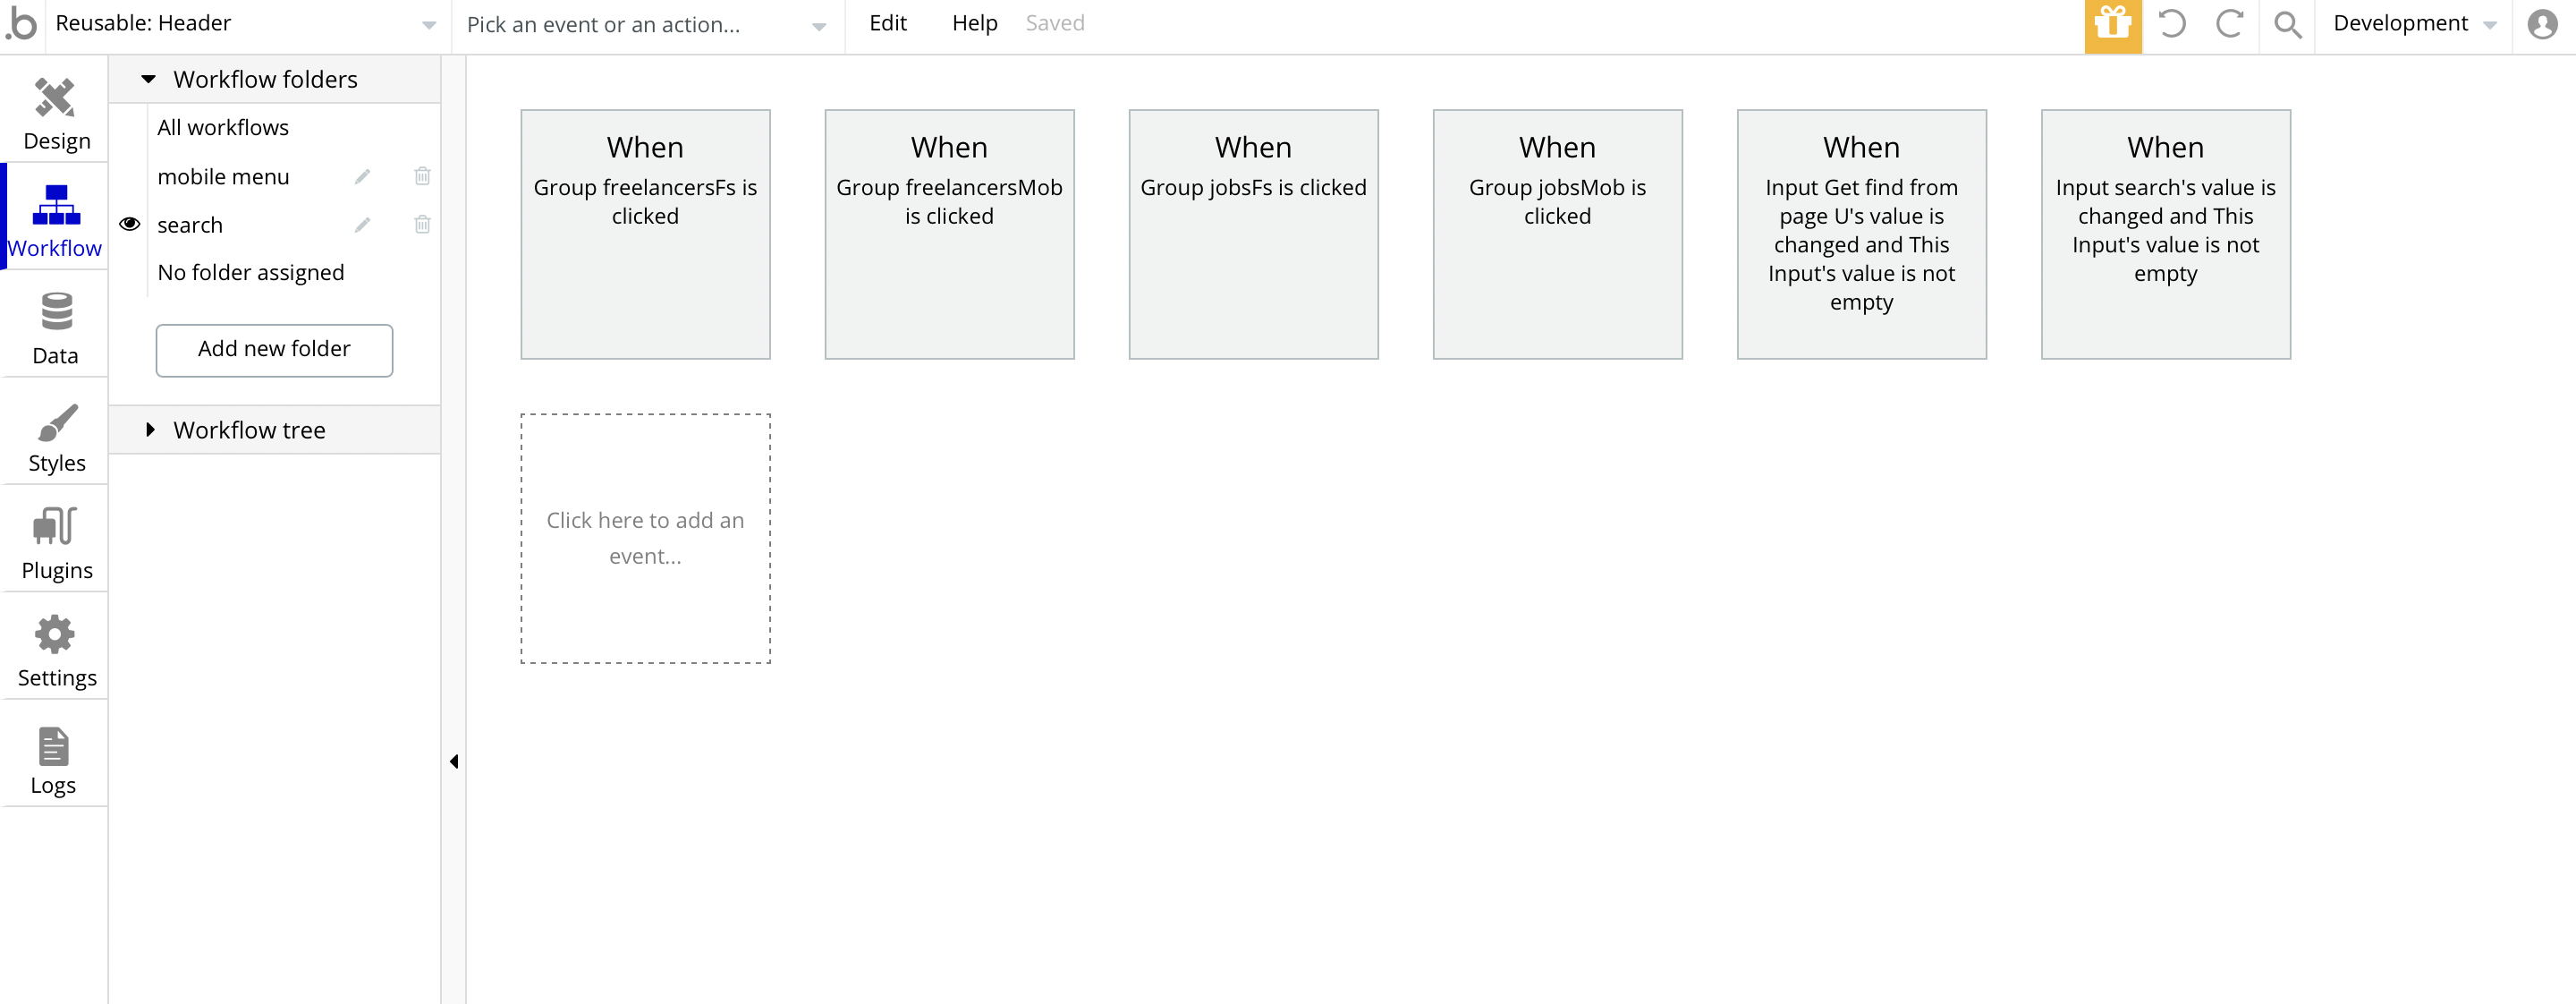 .b
Reusable: Header
Pick an event or an action...
Edit
Help
Saved
Development
Design
Workflow
Data
Styles
Plugins
Settings
Logs
Workflow folders
All workflows
mobile menu
search
No folder assigned
Add new folder
Workflow tree
When
Group freelancersFs is
clicked
When
Group freelancersMob
is clicked
When
Group jobsFs is clicked
When
Group jobsMob is
clicked
When
Input Get find from
page U's value is
changed and This
Input's value is not
empty
When
Input search's value is
changed and This
Input's value is not
empty
Click here to add an
event...